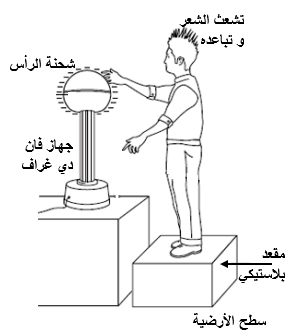 تشعث الشعر
و تباعده
شحنة الرأس
جهاز فان
دي غراف
مقعد
بلاستيكي
سطح الأرضية